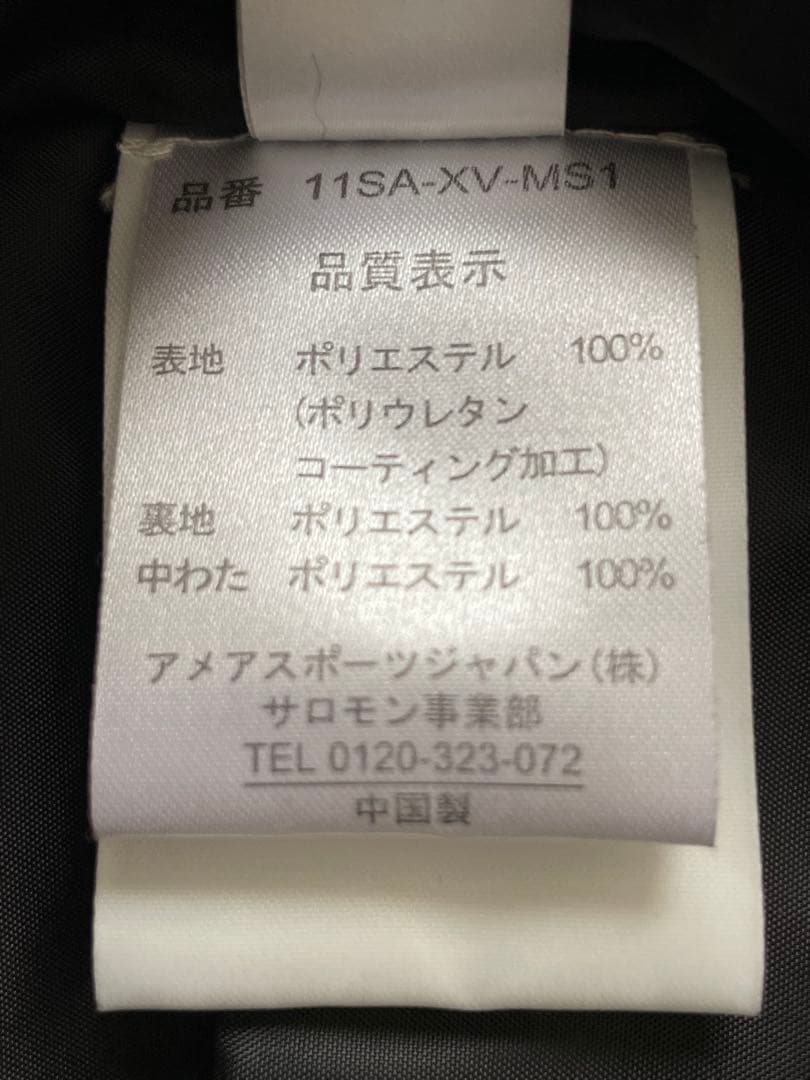 品番 11SA-XV-MS1
品質表示
表地 ポリエステル 100%
(ポリウレタン
コーティング加工)
裏地 ポリエステル 100%
中わた ポリエステル 100%
アメアスポーツジャパン(株)
サロモン事業部
TEL 0120-323-072
中国製